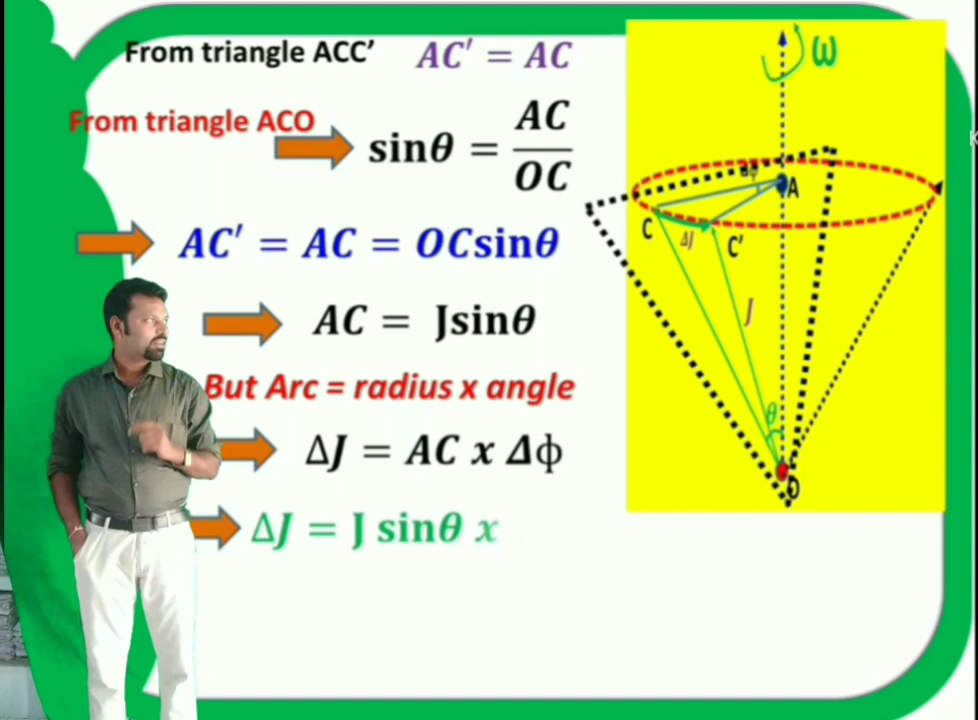 From triangle ACC′ AC′ = AC
From triangle ACO
sinθ = AC
OC
AC′ = AC = OCsinθ
AC = Jsinθ
But Arc = radius x angle
ΔJ = AC x Δϕ
ΔJ = J sinθ x
ω
Δϕ
A
C
ΔJ
C′
J
θ
O